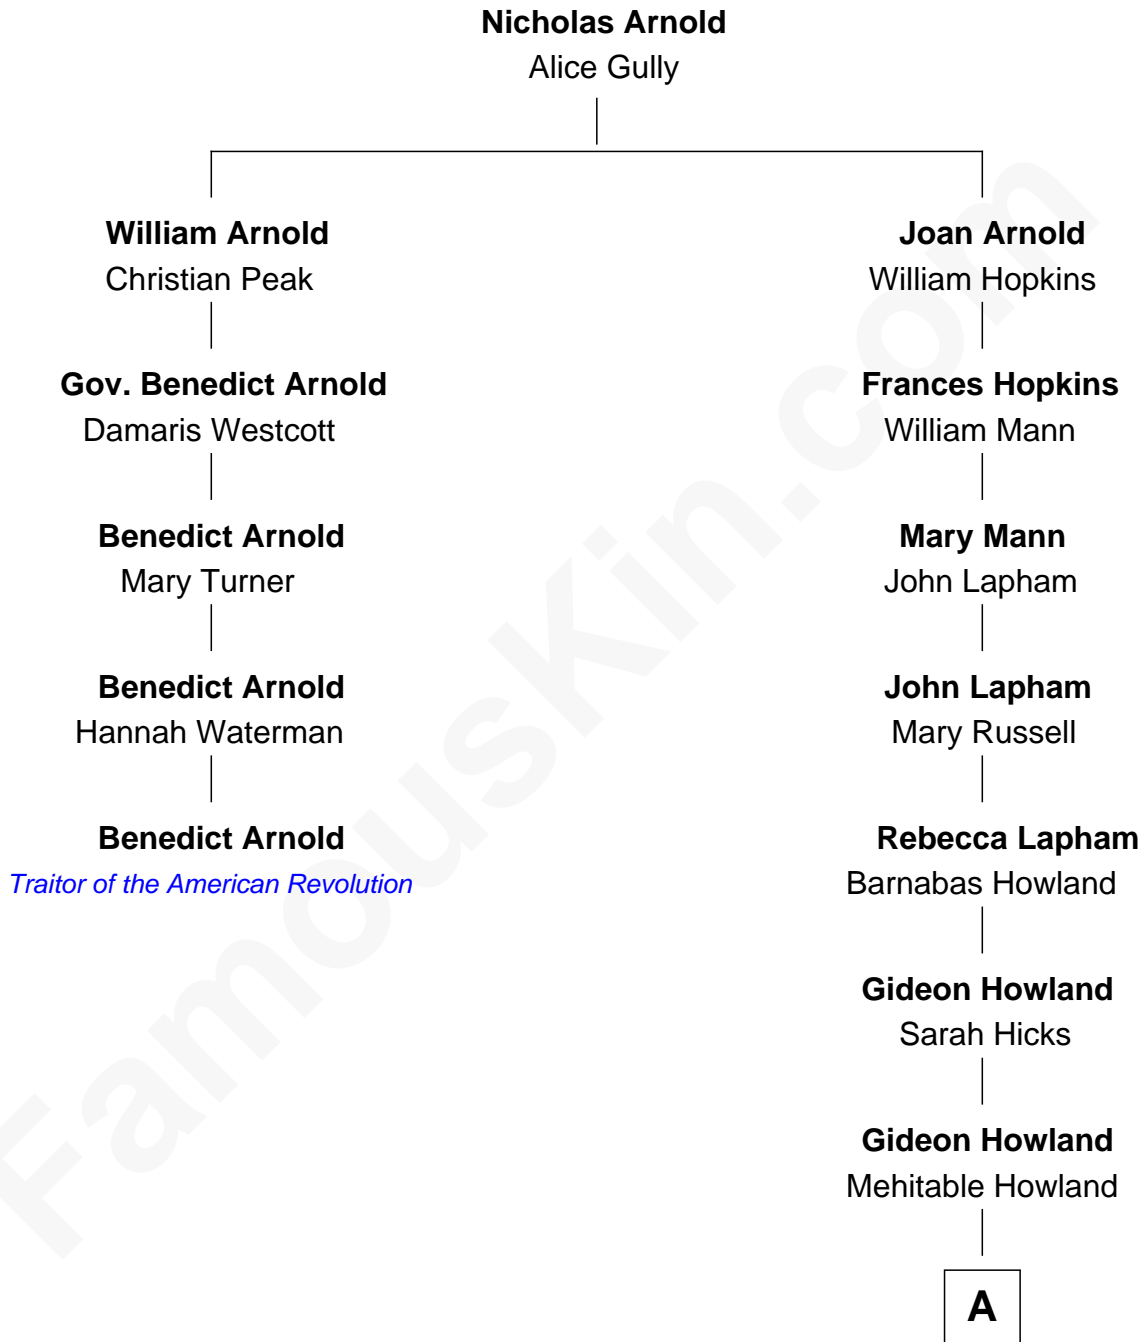 Nicholas Arnold
Alice Gully
William Arnold
Christian Peak
Joan Arnold
William Hopkins
Gov. Benedict Arnold
Damaris Westcott
Frances Hopkins
William Mann
Benedict Arnold
Mary Turner
Mary Mann
John Lapham
Benedict Arnold
Hannah Waterman
John Lapham
Mary Russell
Benedict Arnold
Traitor of the American Revolution
Rebecca Lapham
Barnabas Howland
Gideon Howland
Sarah Hicks
Gideon Howland
Mehitable Howland
A
FamousKin.com